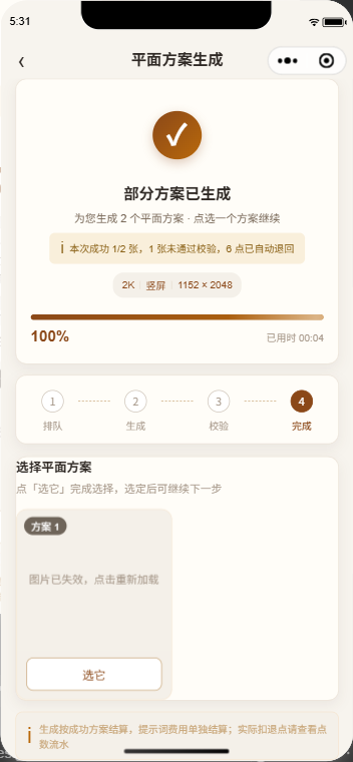 5:31
平面方案生成
部分方案已生成
为您生成 2 个平面方案 · 点选一个方案继续
本次成功 1/2 张，1 张未通过校验，6 点已自动退回
2K 竖屏 1152 × 2048
100% 已用时 00:04
1 2 3 4
排队 生成 校验 完成
选择平面方案
点「选它」完成选择，选定后可继续下一步
方案 1
图片已失效，点击重新加载
选它
生成按成功方案结算，提示词费用单独结算；实际扣退点请查看点
数流水